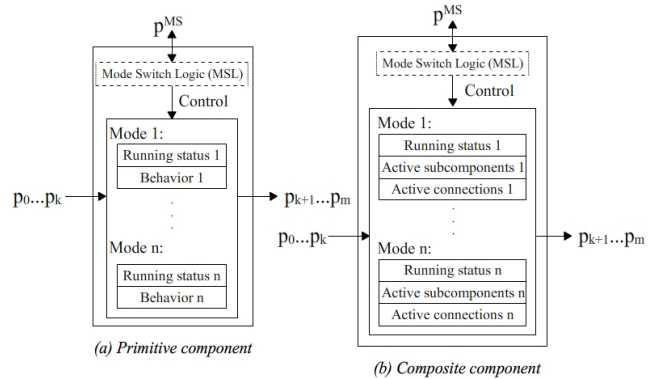 p^MS
Mode Switch Logic (MSL)
Control
Mode 1:
Running status 1
Behavior 1
p₀...pₖ
pₖ₊₁...pₘ
.
.
.
Mode n:
Running status n
Behavior n
(a) Primitive component
p^MS
Mode Switch Logic (MSL)
Control
Mode 1:
Running status 1
Active subcomponents 1
Active connections 1
.
.
.
p₀...pₖ
pₖ₊₁...pₘ
Mode n:
Running status n
Active subcomponents n
Active connections n
(b) Composite component